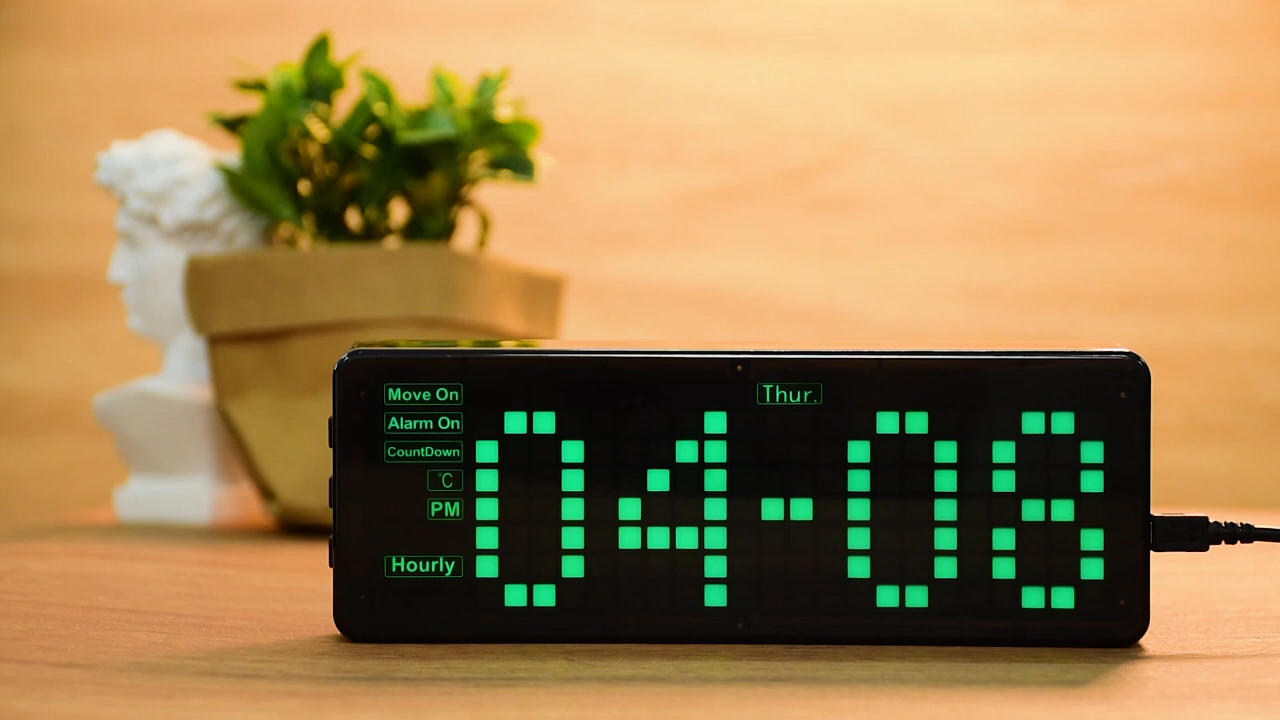 Move On
Thur.
Alarm On
CountDown
℃
PM
Hourly
04-08